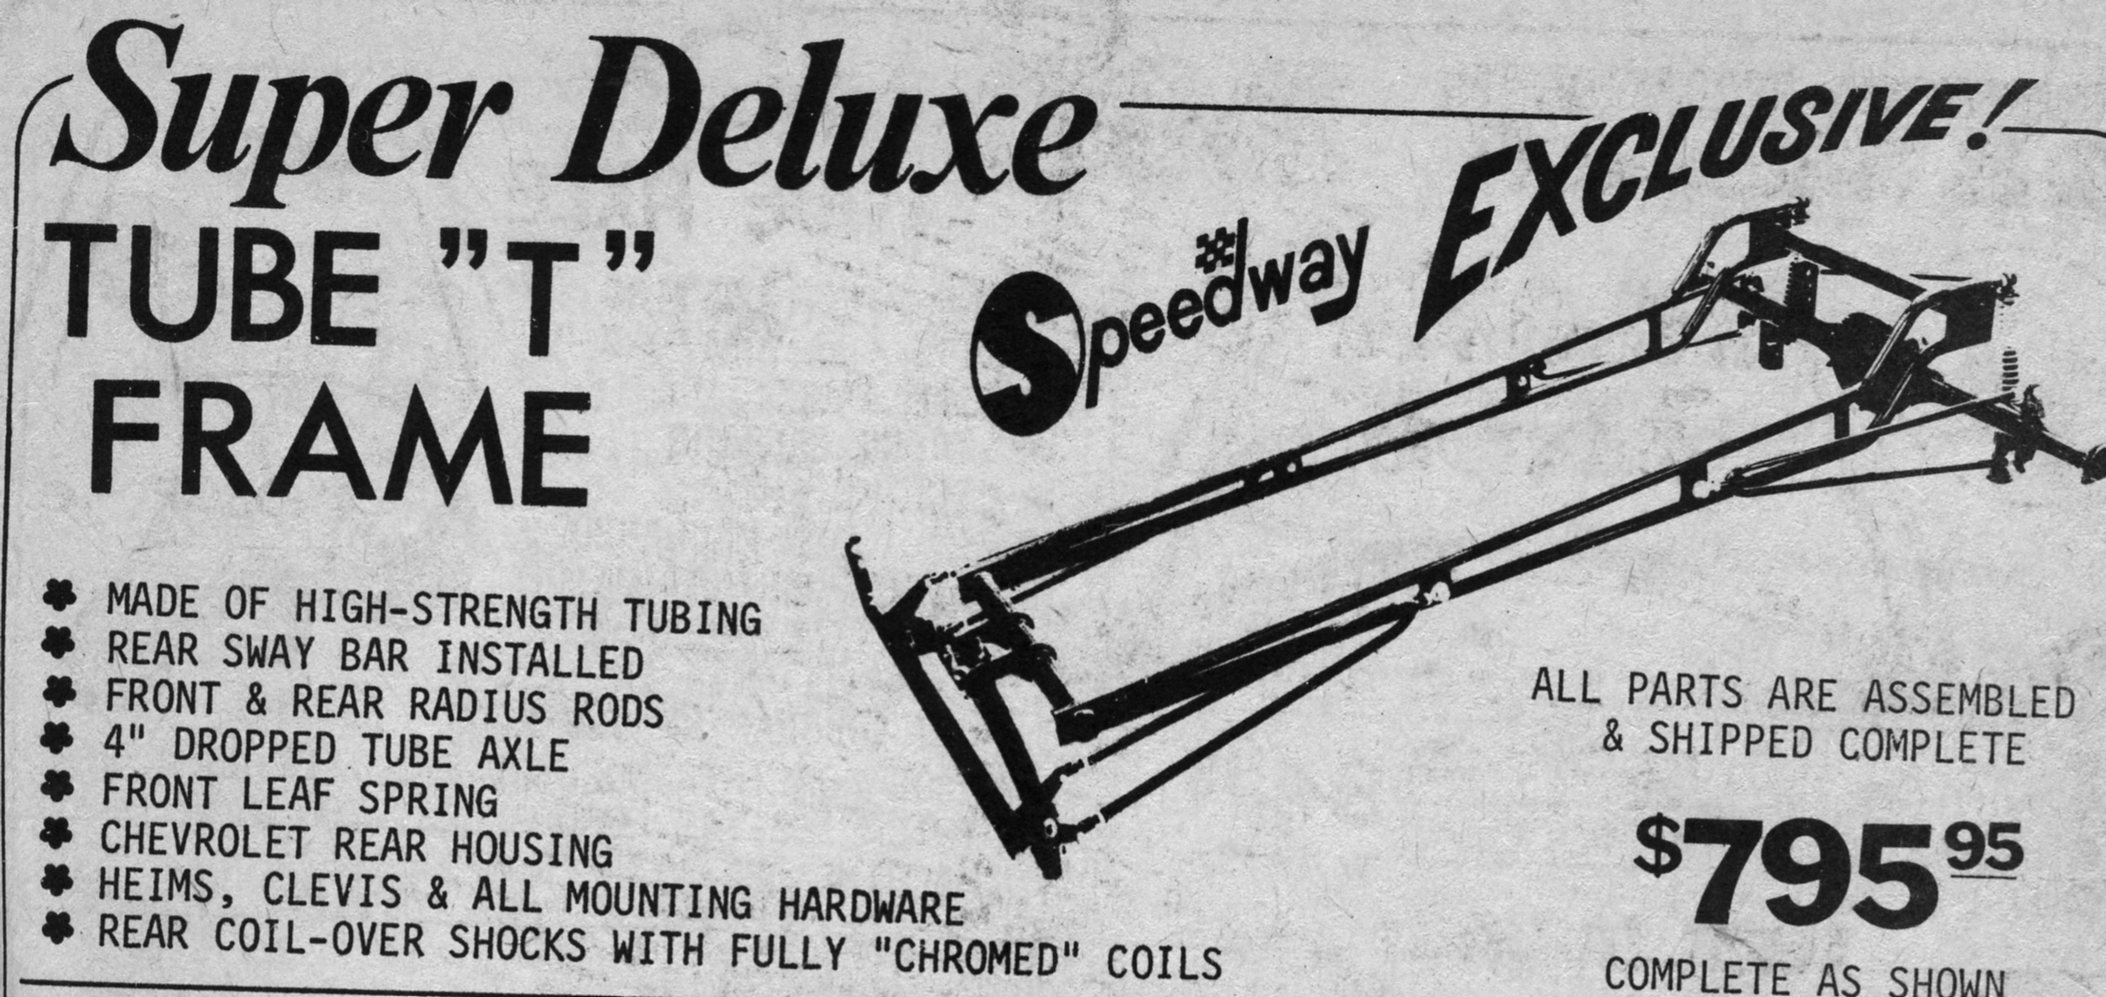 Super Deluxe
TUBE "T"
FRAME
Speedway EXCLUSIVE!
MADE OF HIGH-STRENGTH TUBING
REAR SWAY BAR INSTALLED
FRONT & REAR RADIUS RODS
4" DROPPED TUBE AXLE
FRONT LEAF SPRING
CHEVROLET REAR HOUSING
HEIMS, CLEVIS & ALL MOUNTING HARDWARE
REAR COIL-OVER SHOCKS WITH FULLY "CHROMED" COILS
ALL PARTS ARE ASSEMBLED
& SHIPPED COMPLETE
$795 95
COMPLETE AS SHOWN